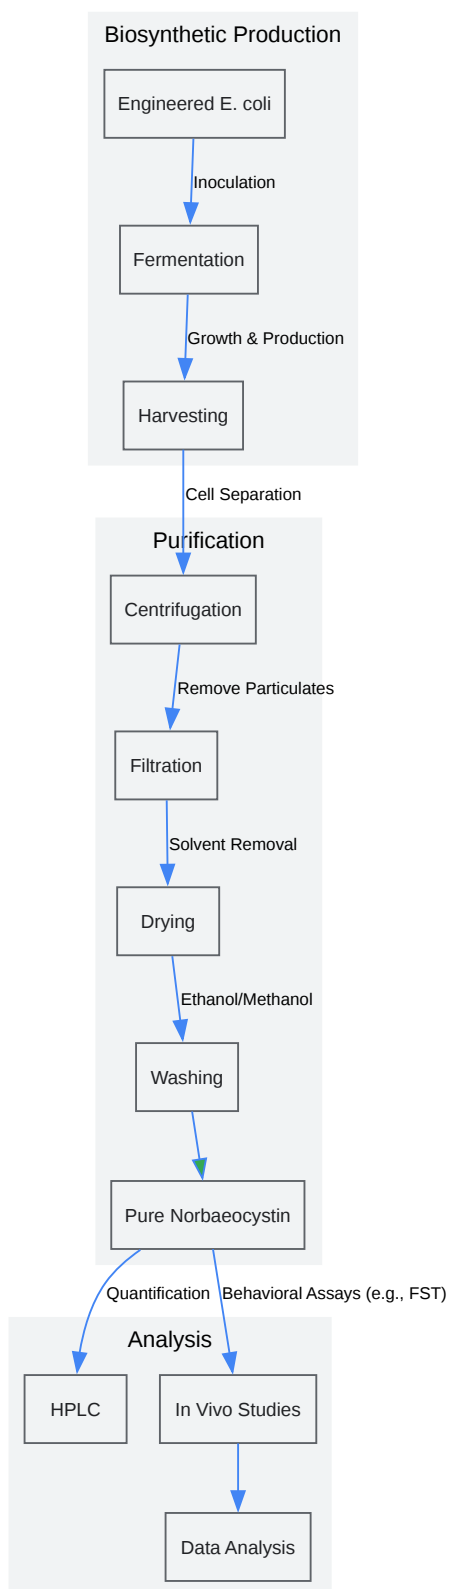 Biosynthetic Production
Engineered E. coli
Inoculation
Fermentation
Growth & Production
Harvesting
Cell Separation
Purification
Centrifugation
Remove Particulates
Filtration
Solvent Removal
Drying
Ethanol/Methanol
Washing
Pure Norbaeocystin
Quantification
Behavioral Assays (e.g., FST)
Analysis
HPLC
In Vivo Studies
Data Analysis